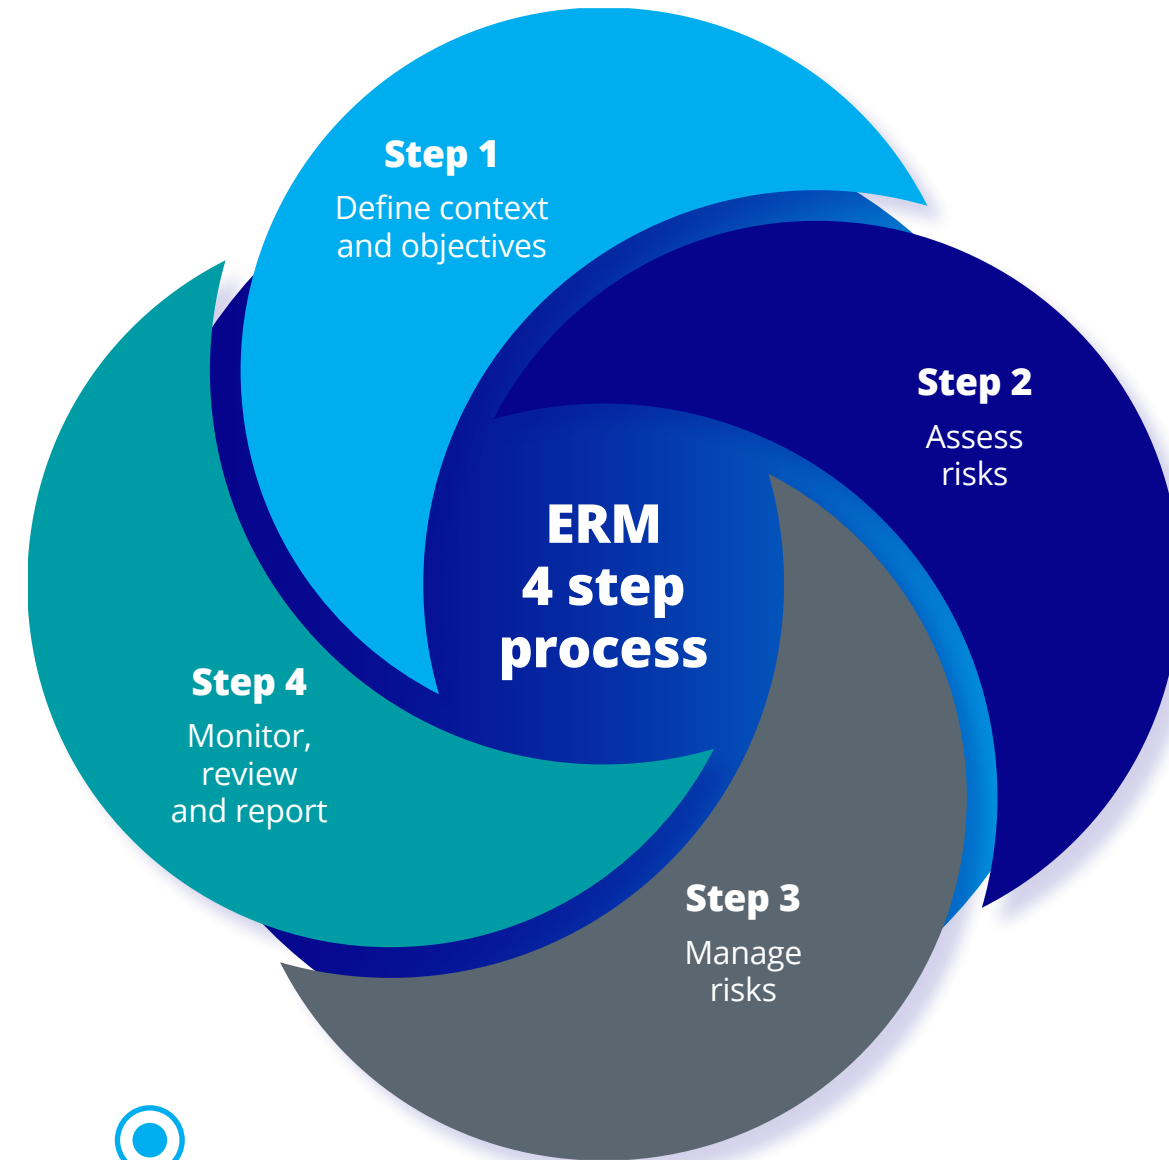 Step 1
Define context
and objectives
Step 2
Assess
risks
ERM
4 step
process
Step 3
Manage
risks
Step 4
Monitor,
review
and report